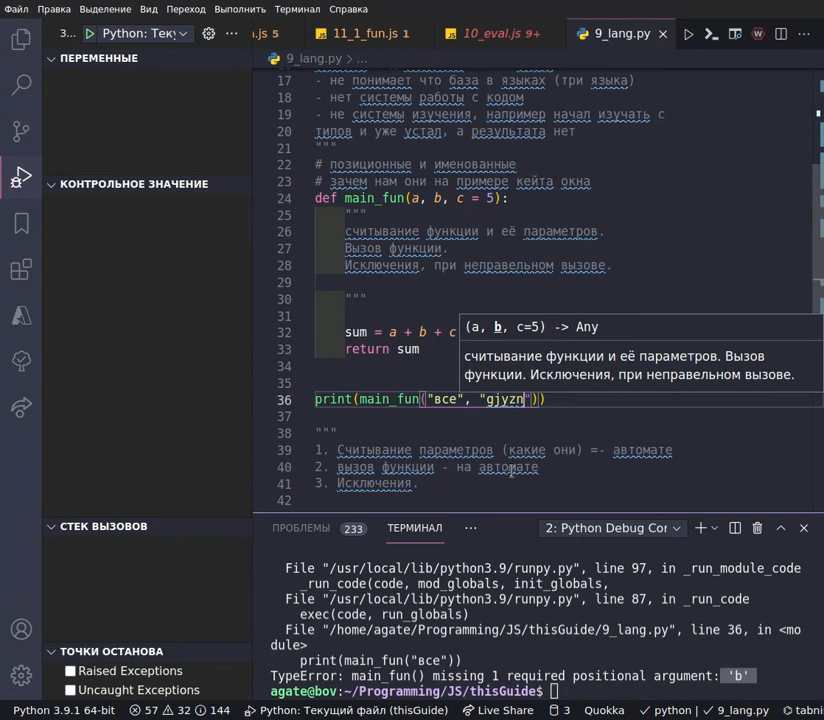 Файл Правка Выделение Вид Переход Выполнить Терминал Справка
З... Python: Теку
.js 5 11_1_fun.js 1 10_eval.js 9+ 9_lang.py
9_lang.py > ...
ПЕРЕМЕННЫЕ
КОНТРОЛЬНОЕ ЗНАЧЕНИЕ
СТЕК ВЫЗОВОВ
ТОЧКИ ОСТАНОВА
Raised Exceptions
Uncaught Exceptions
17 - не понимает что база в языках (три языка)
18 - нет системы работы с кодом
19 - не системы изучения, например начал изучать с
20 типов и уже устал, а результата нет
21 """
22 # позиционные и именованные
23 # зачем нам они на примере кейта окна
24 def main_fun(a, b, c = 5):
25 """
26 считывание функции и её параметров.
27 Вызов функции.
28 Исключения, при неправельном вызове.
29
30 """
31
32 sum = a + b + c
33 return sum
34
35
36 print(main_fun("все", "gjyzn"))
37
38 """
39 1. Считывание параметров (какие они) =- автомате
40 2. вызов функции - на автомате
41 3. Исключения.
42
(a, b, c=5) -> Any
считывание функции и её параметров. Вызов
функции. Исключения, при неправельном вызове.
ПРОБЛЕМЫ 233 ТЕРМИНАЛ ... 2: Python Debug Cor
File "/usr/local/lib/python3.9/runpy.py", line 97, in _run_module_code
_run_code(code, mod_globals, init_globals,
File "/usr/local/lib/python3.9/runpy.py", line 87, in _run_code
exec(code, run_globals)
File "/home/agate/Programming/JS/thisGuide/9_lang.py", line 36, in <mo
dule>
print(main_fun("все"))
TypeError: main_fun() missing 1 required positional argument: 'b'
agate@bov:~/Programming/JS/thisGuide$
Python 3.9.1 64-bit 57 32 144 Python: Текущий файл (thisGuide) Live Share 3 Quokka python | 9_lang.py tabni